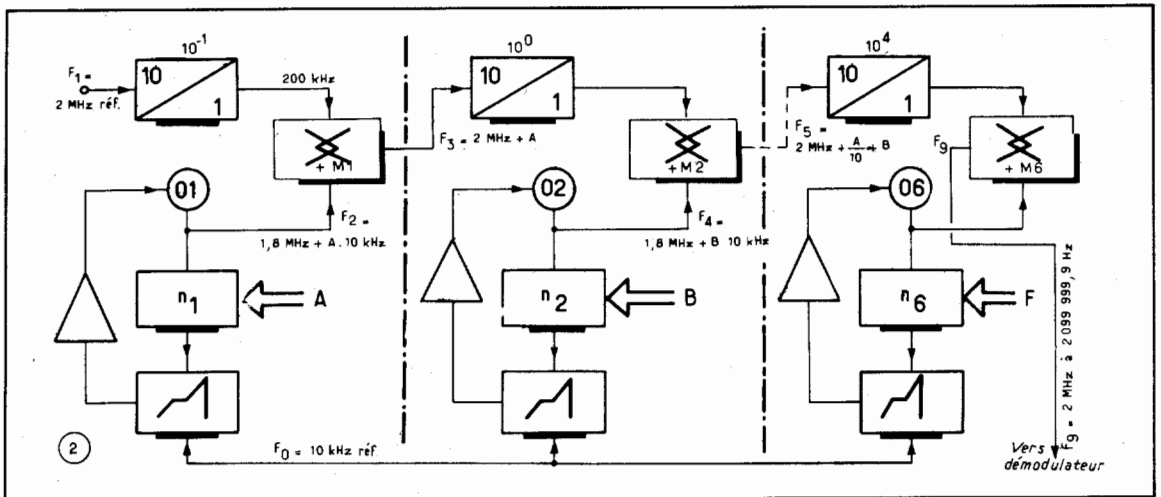 10⁻¹
10⁰
10⁴
F₁ =
2 MHz réf.
10
1
200 kHz
10
1
10
1
+ M1
F₃ = 2 MHz + A
+ M2
F₅ =
2 MHz + A/10 + B
F₉
+ M6
01
F₂ =
1,8 MHz + A . 10 kHz
02
F₄ =
1,8 MHz + B 10 kHz
06
n₁
A
n₂
B
n₆
F
F₉ = 2 MHz à 2 099 999,9 Hz
2
F₀ = 10 kHz réf.
Vers
démodulateur